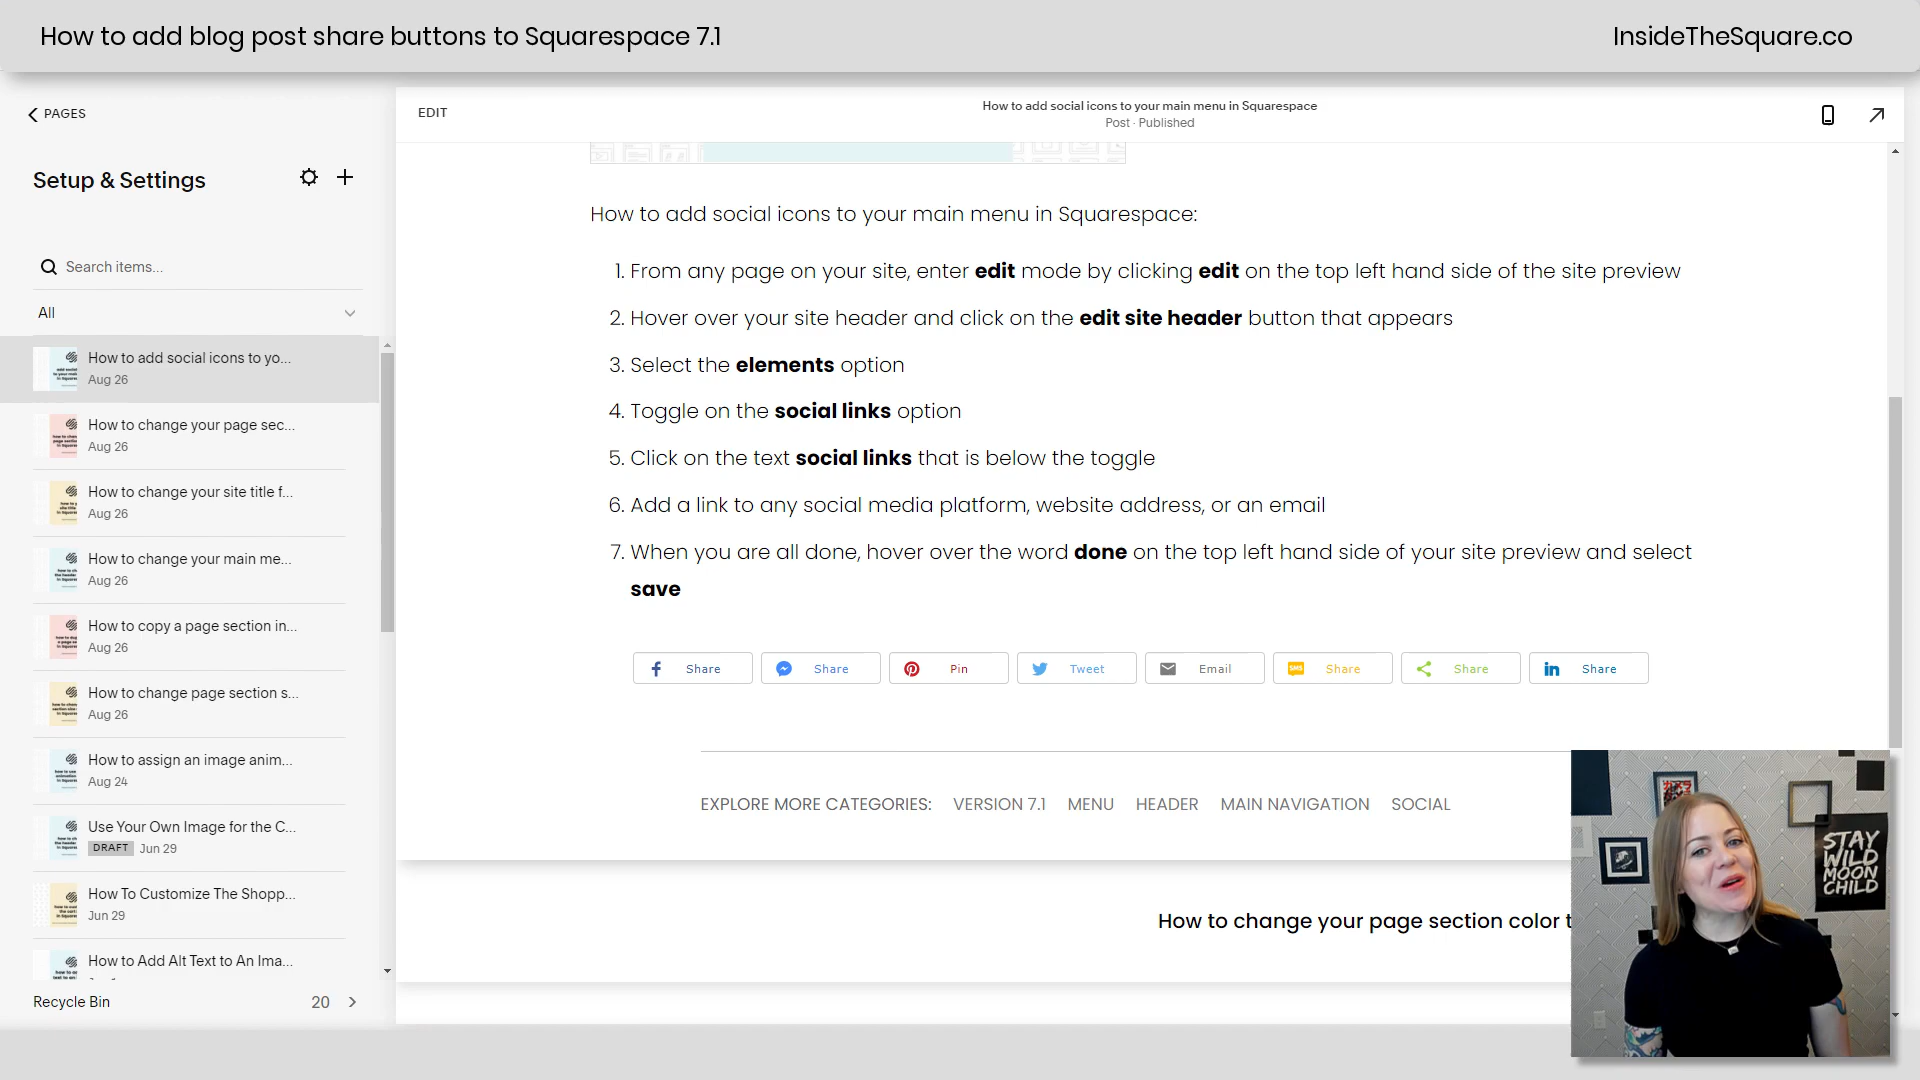 How to add blog post share buttons to Squarespace 7.1
InsideTheSquare.co
PAGES
Setup & Settings
Search items...
All
How to add social icons to yo...
Aug 26
How to change your page sec...
Aug 26
How to change your site title f...
Aug 26
How to change your main me...
Aug 26
How to copy a page section in...
Aug 26
How to change page section s...
Aug 26
How to assign an image anim...
Aug 24
Use Your Own Image for the C...
DRAFT Jun 29
How To Customize The Shopp...
Jun 29
How to Add Alt Text to An Ima...
Recycle Bin 20
EDIT
How to add social icons to your main menu in Squarespace
Post · Published
How to add social icons to your main menu in Squarespace:
1. From any page on your site, enter edit mode by clicking edit on the top left hand side of the site preview
2. Hover over your site header and click on the edit site header button that appears
3. Select the elements option
4. Toggle on the social links option
5. Click on the text social links that is below the toggle
6. Add a link to any social media platform, website address, or an email
7. When you are all done, hover over the word done on the top left hand side of your site preview and select
save
Share Share Pin Tweet Email SMS Share Share Share
EXPLORE MORE CATEGORIES: VERSION 7.1 MENU HEADER MAIN NAVIGATION SOCIAL
How to change your page section color t
STAY
WILD
MOON
CHILD